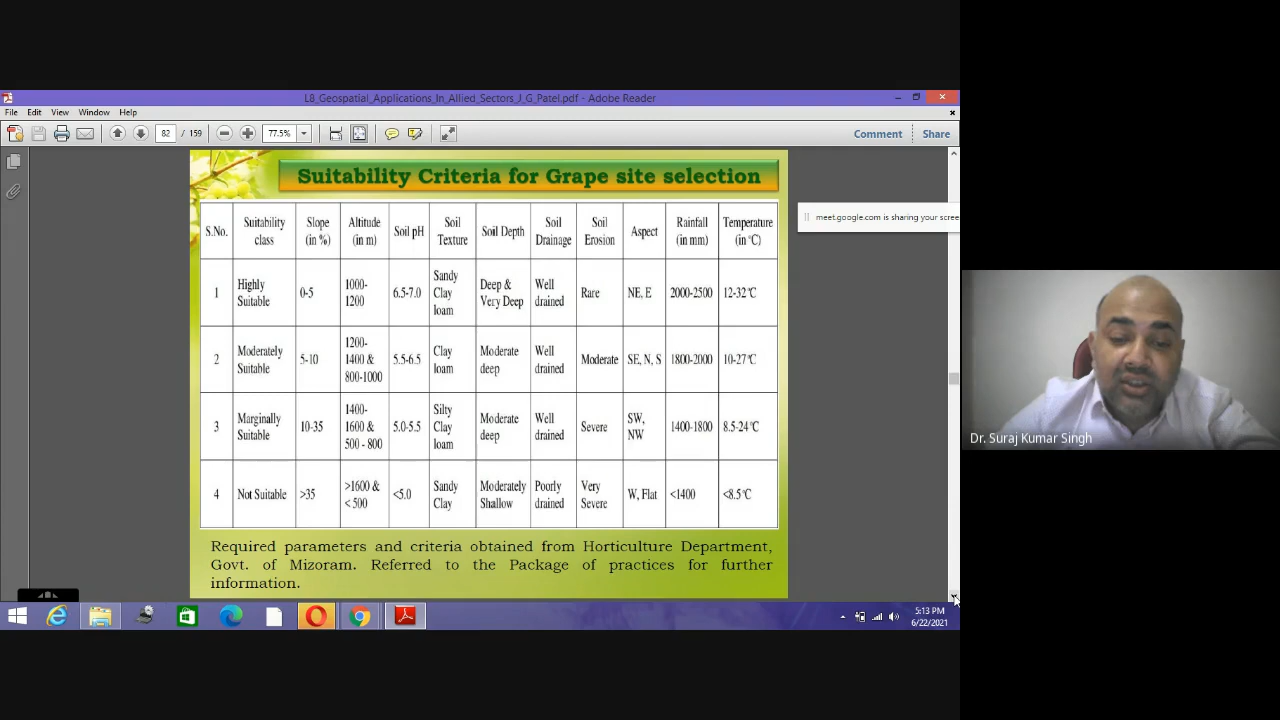 L8_Geospatial_Applications_In_Allied_Sectors_J_G_Patel.pdf - Adobe Reader
File Edit View Window Help
82 / 159 77.5% Comment Share
Suitability Criteria for Grape site selection
meet.google.com is sharing your scree
S.No. Suitability class Slope (in %) Altitude (in m) Soil pH Soil Texture Soil Depth Soil Drainage Soil Erosion Aspect Rainfall (in mm) Temperature (in °C)
1 Highly Suitable 0-5 1000-1200 6.5-7.0 Sandy Clay loam Deep & Very Deep Well drained Rare NE, E 2000-2500 12-32°C
2 Moderately Suitable 5-10 1200-1400 & 800-1000 5.5-6.5 Clay loam Moderate deep Well drained Moderate SE, N, S 1800-2000 10-27°C
3 Marginally Suitable 10-35 1400-1600 & 500 - 800 5.0-5.5 Silty Clay loam Moderate deep Well drained Severe SW, NW 1400-1800 8.5-24°C
4 Not Suitable >35 >1600 & < 500 <5.0 Sandy Clay Moderately Shallow Poorly drained Very Severe W, Flat <1400 <8.5°C
Required parameters and criteria obtained from Horticulture Department,
Govt. of Mizoram. Referred to the Package of practices for further
information.
Dr. Suraj Kumar Singh
5:13 PM
6/22/2021